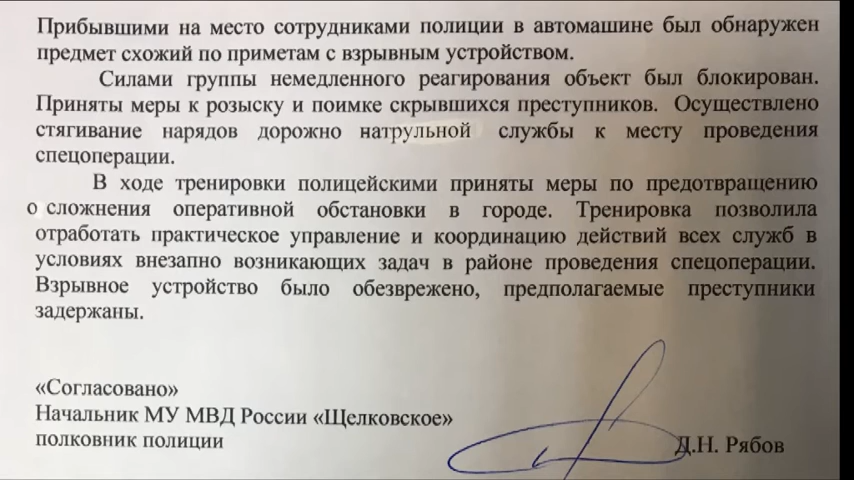 Прибывшими на место сотрудниками полиции в автомашине был обнаружен
предмет схожий по приметам с взрывным устройством.
Силами группы немедленного реагирования объект был блокирован.
Приняты меры к розыску и поимке скрывшихся преступников. Осуществлено
стягивание нарядов дорожно натрульной службы к месту проведения
спецоперации.
В ходе тренировки полицейскими приняты меры по предотвращению
о сложнения оперативной обстановки в городе. Тренировка позволила
отработать практическое управление и координацию действий всех служб в
условиях внезапно возникающих задач в районе проведения спецоперации.
Взрывное устройство было обезврежено, предполагаемые преступники
задержаны.
«Согласовано»
Начальник МУ МВД России «Щелковское»
полковник полиции
Д.Н. Рябов